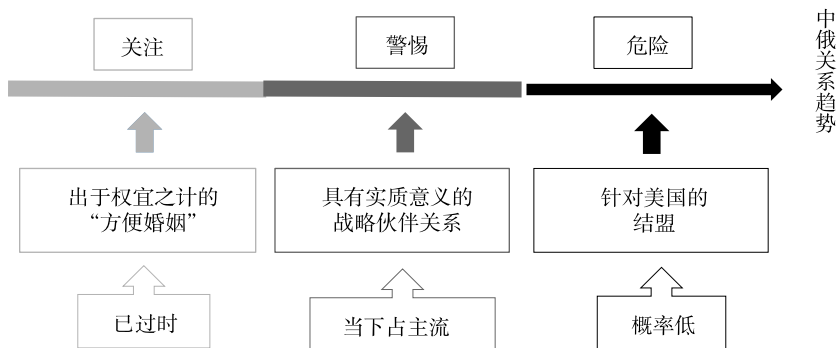 关注
警惕
危险
中俄关系趋势
出于权宜之计的
“方便婚姻”
具有实质意义的
战略伙伴关系
针对美国的
结盟
已过时
当下占主流
概率低